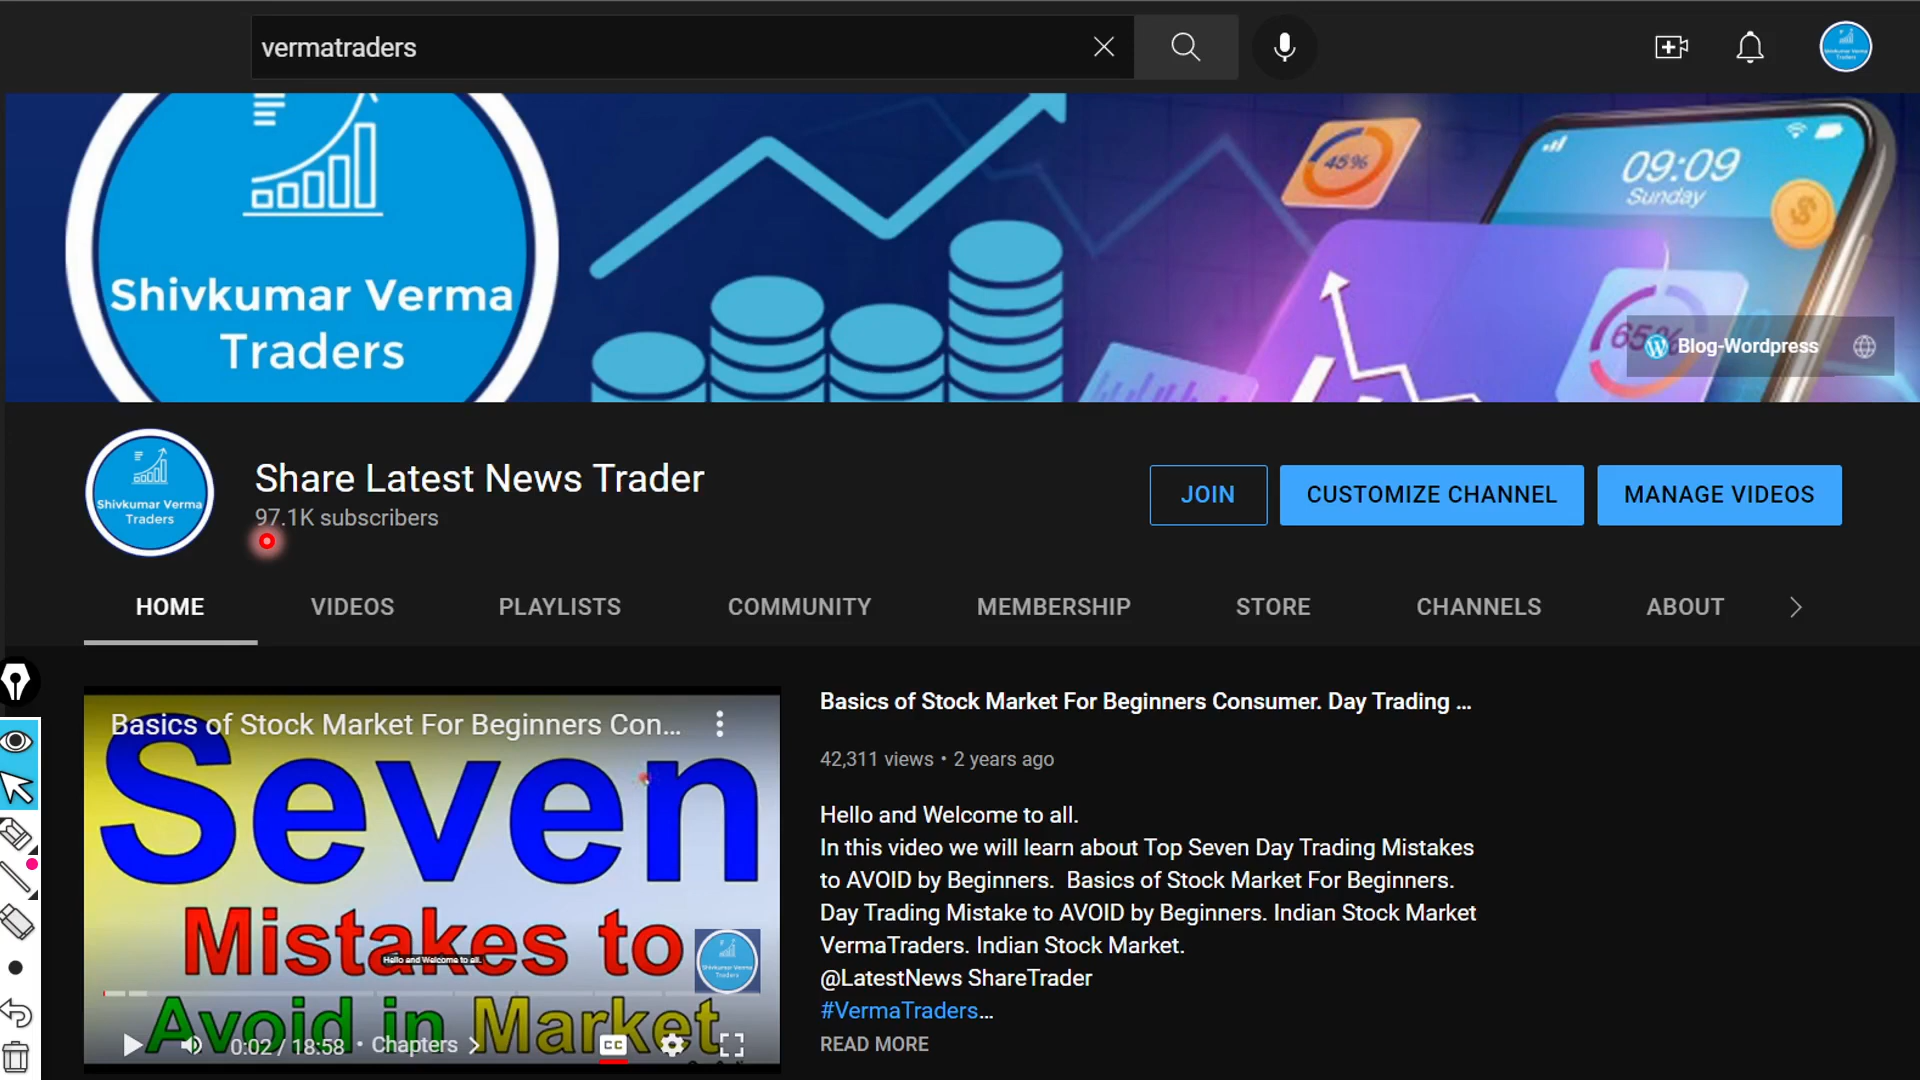 vermatraders
Shivkumar Verma
Traders
45%
09:09
Sunday
65%
Blog-Wordpress
Shivkumar Verma
Traders
Share Latest News Trader
97.1K subscribers
JOIN
CUSTOMIZE CHANNEL
MANAGE VIDEOS
HOME
VIDEOS
PLAYLISTS
COMMUNITY
MEMBERSHIP
STORE
CHANNELS
ABOUT
Basics of Stock Market For Beginners Con...
Seven
Mistakes to
Hello and Welcome to all.
Avoid in Market
0:02 / 18:58 • Chapters
CC
Basics of Stock Market For Beginners Consumer. Day Trading ...
42,311 views • 2 years ago
Hello and Welcome to all.
In this video we will learn about Top Seven Day Trading Mistakes
to AVOID by Beginners.  Basics of Stock Market For Beginners.
Day Trading Mistake to AVOID by Beginners. Indian Stock Market
VermaTraders. Indian Stock Market.
@LatestNews ShareTrader
#VermaTraders...
READ MORE